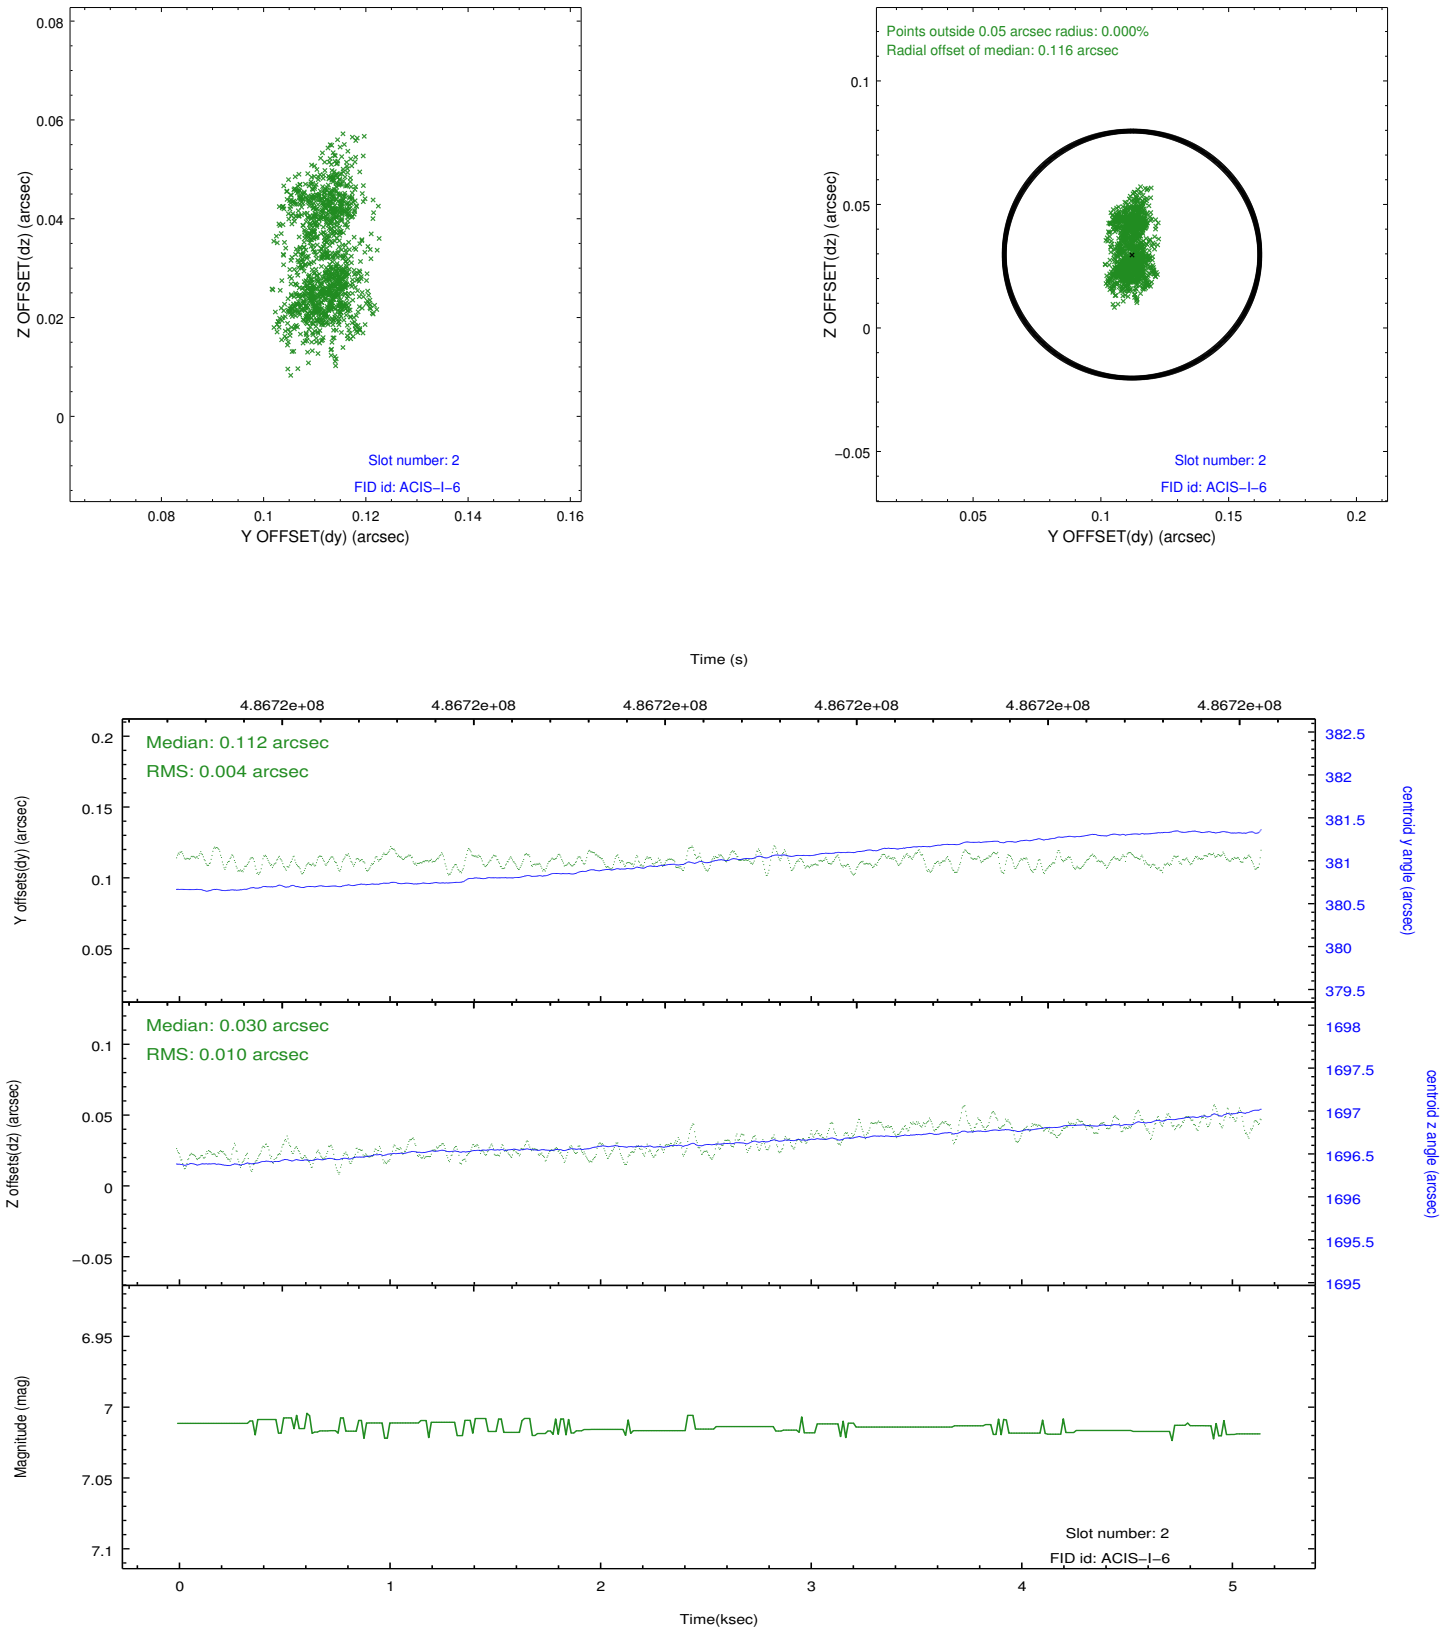 0.08
0.06
0.04
0.02
0
Z OFFSET(dz) (arcsec)
Slot number: 2
FID id: ACIS−I−6
0.08 0.1 0.12 0.14 0.16
Y OFFSET(dy) (arcsec)
Points outside 0.05 arcsec radius: 0.000%
Radial offset of median: 0.116 arcsec
0.1
0.05
0
−0.05
Z OFFSET(dz) (arcsec)
Slot number: 2
FID id: ACIS−I−6
0.05 0.1 0.15 0.2
Y OFFSET(dy) (arcsec)
Time (s)
4.8672e+08 4.8672e+08 4.8672e+08 4.8672e+08 4.8672e+08 4.8672e+08
Median: 0.112 arcsec
RMS: 0.004 arcsec
0.2
0.15
0.1
0.05
Y offsets(dy) (arcsec)
382.5
382
381.5
381
380.5
380
379.5
centroid y angle (arcsec)
Median: 0.030 arcsec
RMS: 0.010 arcsec
0.1
0.05
0
−0.05
Z offsets(dz) (arcsec)
1698
1697.5
1697
1696.5
1696
1695.5
1695
centroid z angle (arcsec)
6.95
7
7.05
7.1
Magnitude (mag)
Slot number: 2
FID id: ACIS−I−6
0 1 2 3 4 5
Time(ksec)